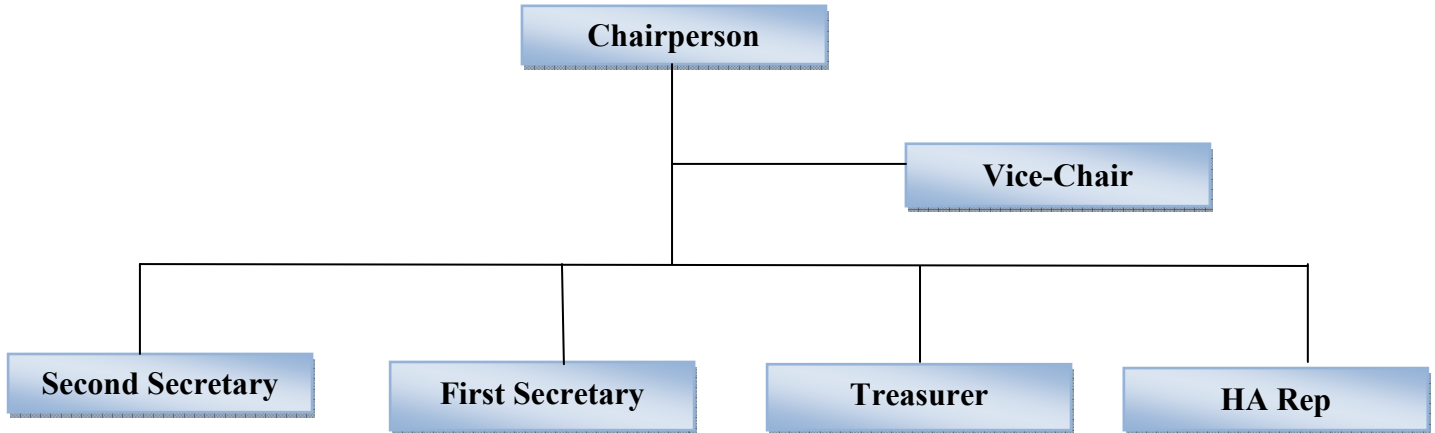 Chairperson
Vice-Chair
Second Secretary
First Secretary
Treasurer
HA Rep